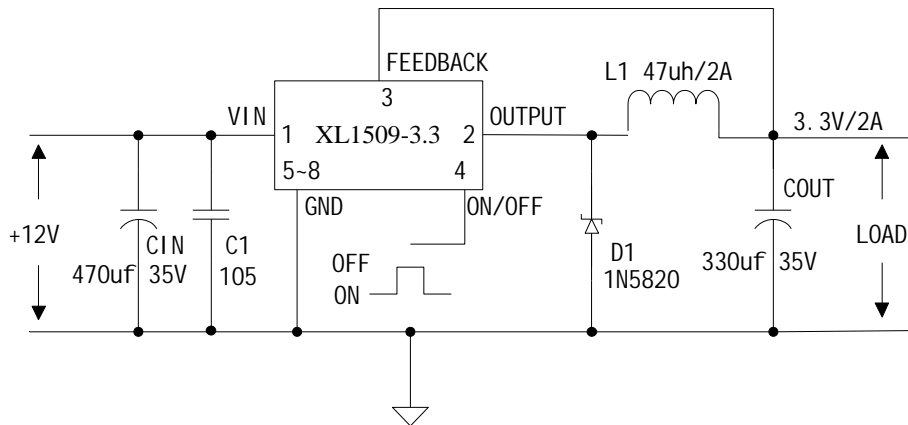 FEEDBACK
L1 47uh/2A
3
VIN
OUTPUT
1 XL1509-3.3 2
3.3V/2A
5~8 4
GND
ON/OFF
COUT
+12V
CIN
C1
470uf 35V
105
OFF
ON
D1
1N5820
330uf 35V
LOAD